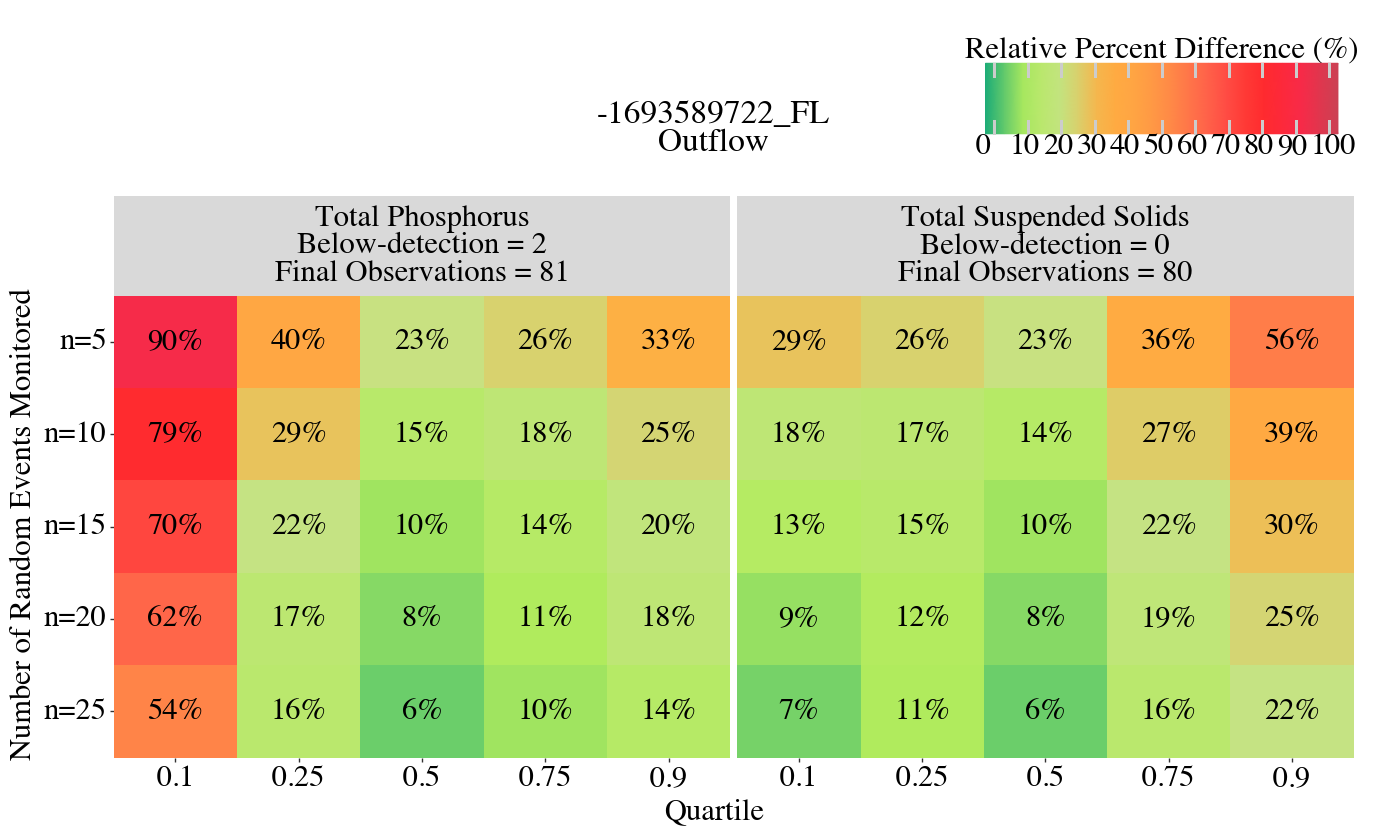 Relative Percent Difference (%)
0 10 20 30 40 50 60 70 80 90 100
-1693589722_FL
Outflow
Total Phosphorus
Below-detection = 2
Final Observations = 81
Total Suspended Solids
Below-detection = 0
Final Observations = 80
Number of Random Events Monitored
n=5 90% 40% 23% 26% 33% 29% 26% 23% 36% 56%
n=10 79% 29% 15% 18% 25% 18% 17% 14% 27% 39%
n=15 70% 22% 10% 14% 20% 13% 15% 10% 22% 30%
n=20 62% 17% 8% 11% 18% 9% 12% 8% 19% 25%
n=25 54% 16% 6% 10% 14% 7% 11% 6% 16% 22%
0.1 0.25 0.5 0.75 0.9 0.1 0.25 0.5 0.75 0.9
Quartile